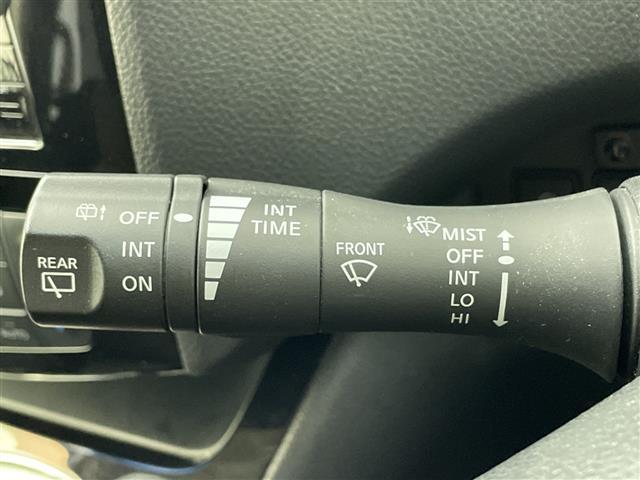 OFF
INT
ON
REAR
INT
TIME
FRONT
MIST
OFF
INT
LO
HI